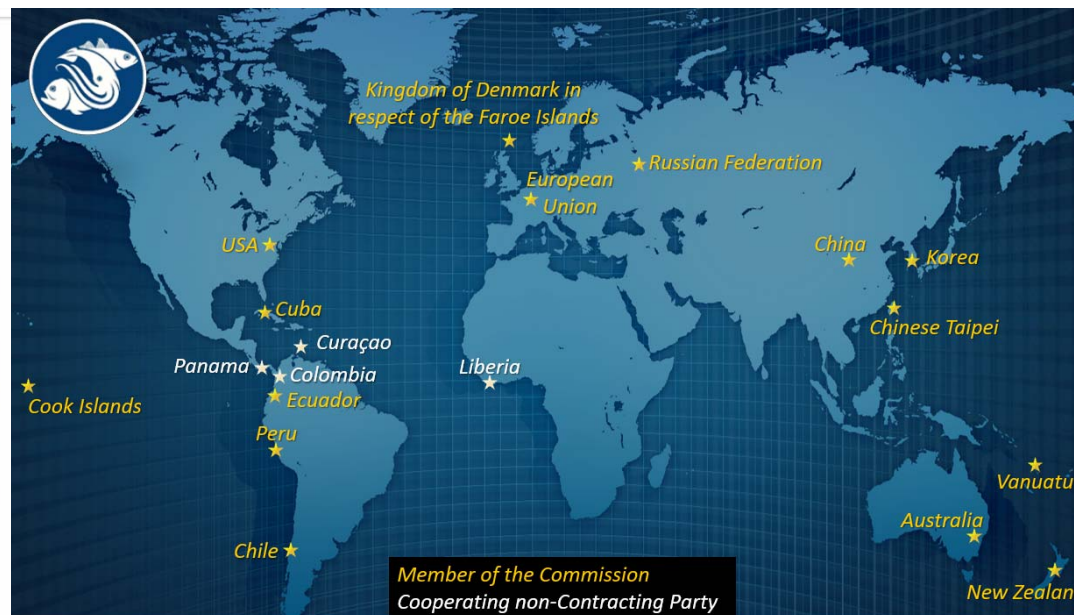 Kingdom of Denmark in
respect of the Faroe Islands
Russian Federation
European
Union
USA
China
Korea
Cuba
Chinese Taipei
Curaçao
Panama
Colombia
Liberia
Ecuador
Cook Islands
Peru
Vanuatu
Australia
Chile
New Zealan
Member of the Commission
Cooperating non-Contracting Party